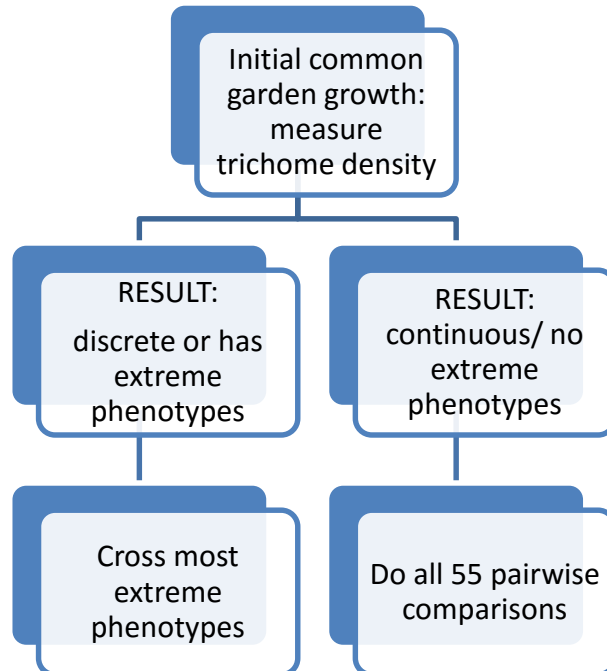 Initial common
garden growth:
measure
trichome density
RESULT:
discrete or has
extreme
phenotypes
RESULT:
continuous/ no
extreme
phenotypes
Cross most
extreme
phenotypes
Do all 55 pairwise
comparisons